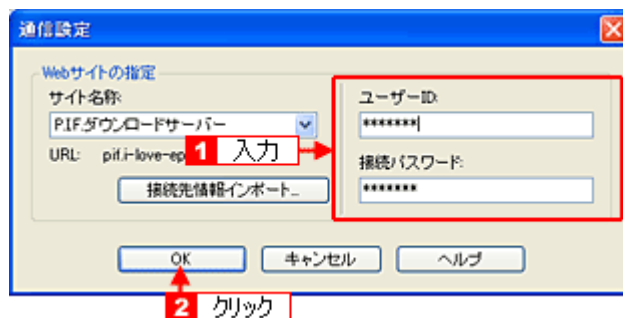 通信設定
Webサイトの指定
サイト名称:
P.I.F.ダウンロードサーバー
URL: pif.i-love-ep
接続先情報インポート...
ユーザーID:
*******
接続パスワード:
*******
1 入力
OK
キャンセル
ヘルプ
2 クリック